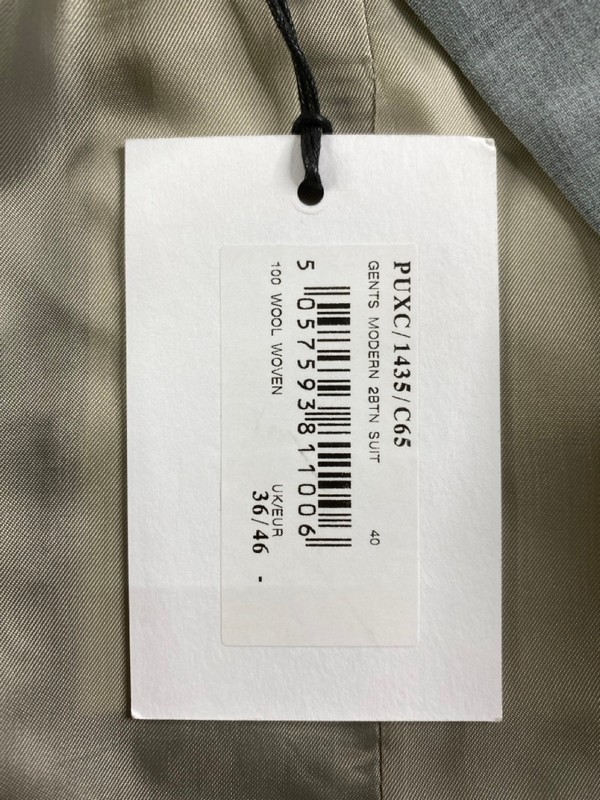 PUXC/1435/C65
GENTS MODERN 2BTN SUIT 40
5 057593 811006
100 WOOL WOVEN UK/EUR
36/46 -